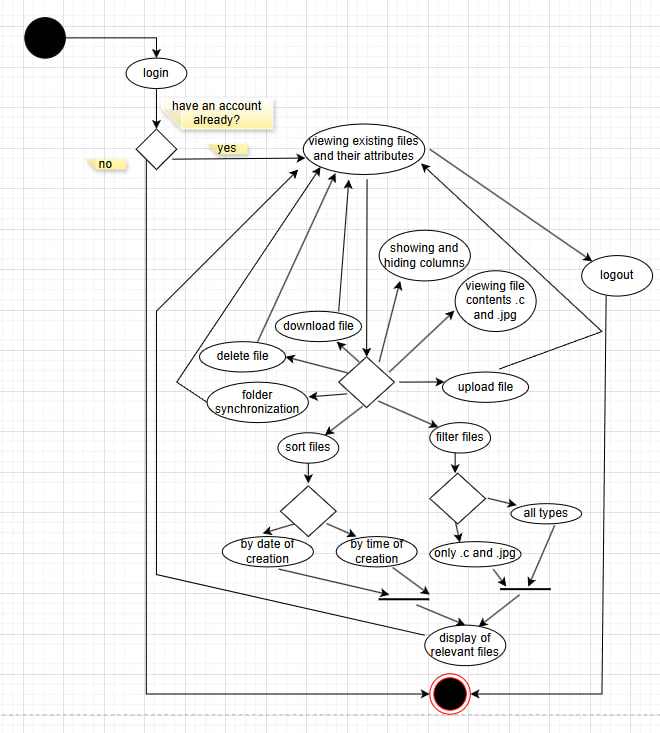 login
have an account
already?
yes
no
viewing existing files
and their attributes
showing and
hiding columns
logout
viewing file
contents .c
and .jpg
download file
delete file
upload file
folder
synchronization
sort files
filter files
all types
by date of
creation
by time of
creation
only .c and .jpg
display of
relevant files